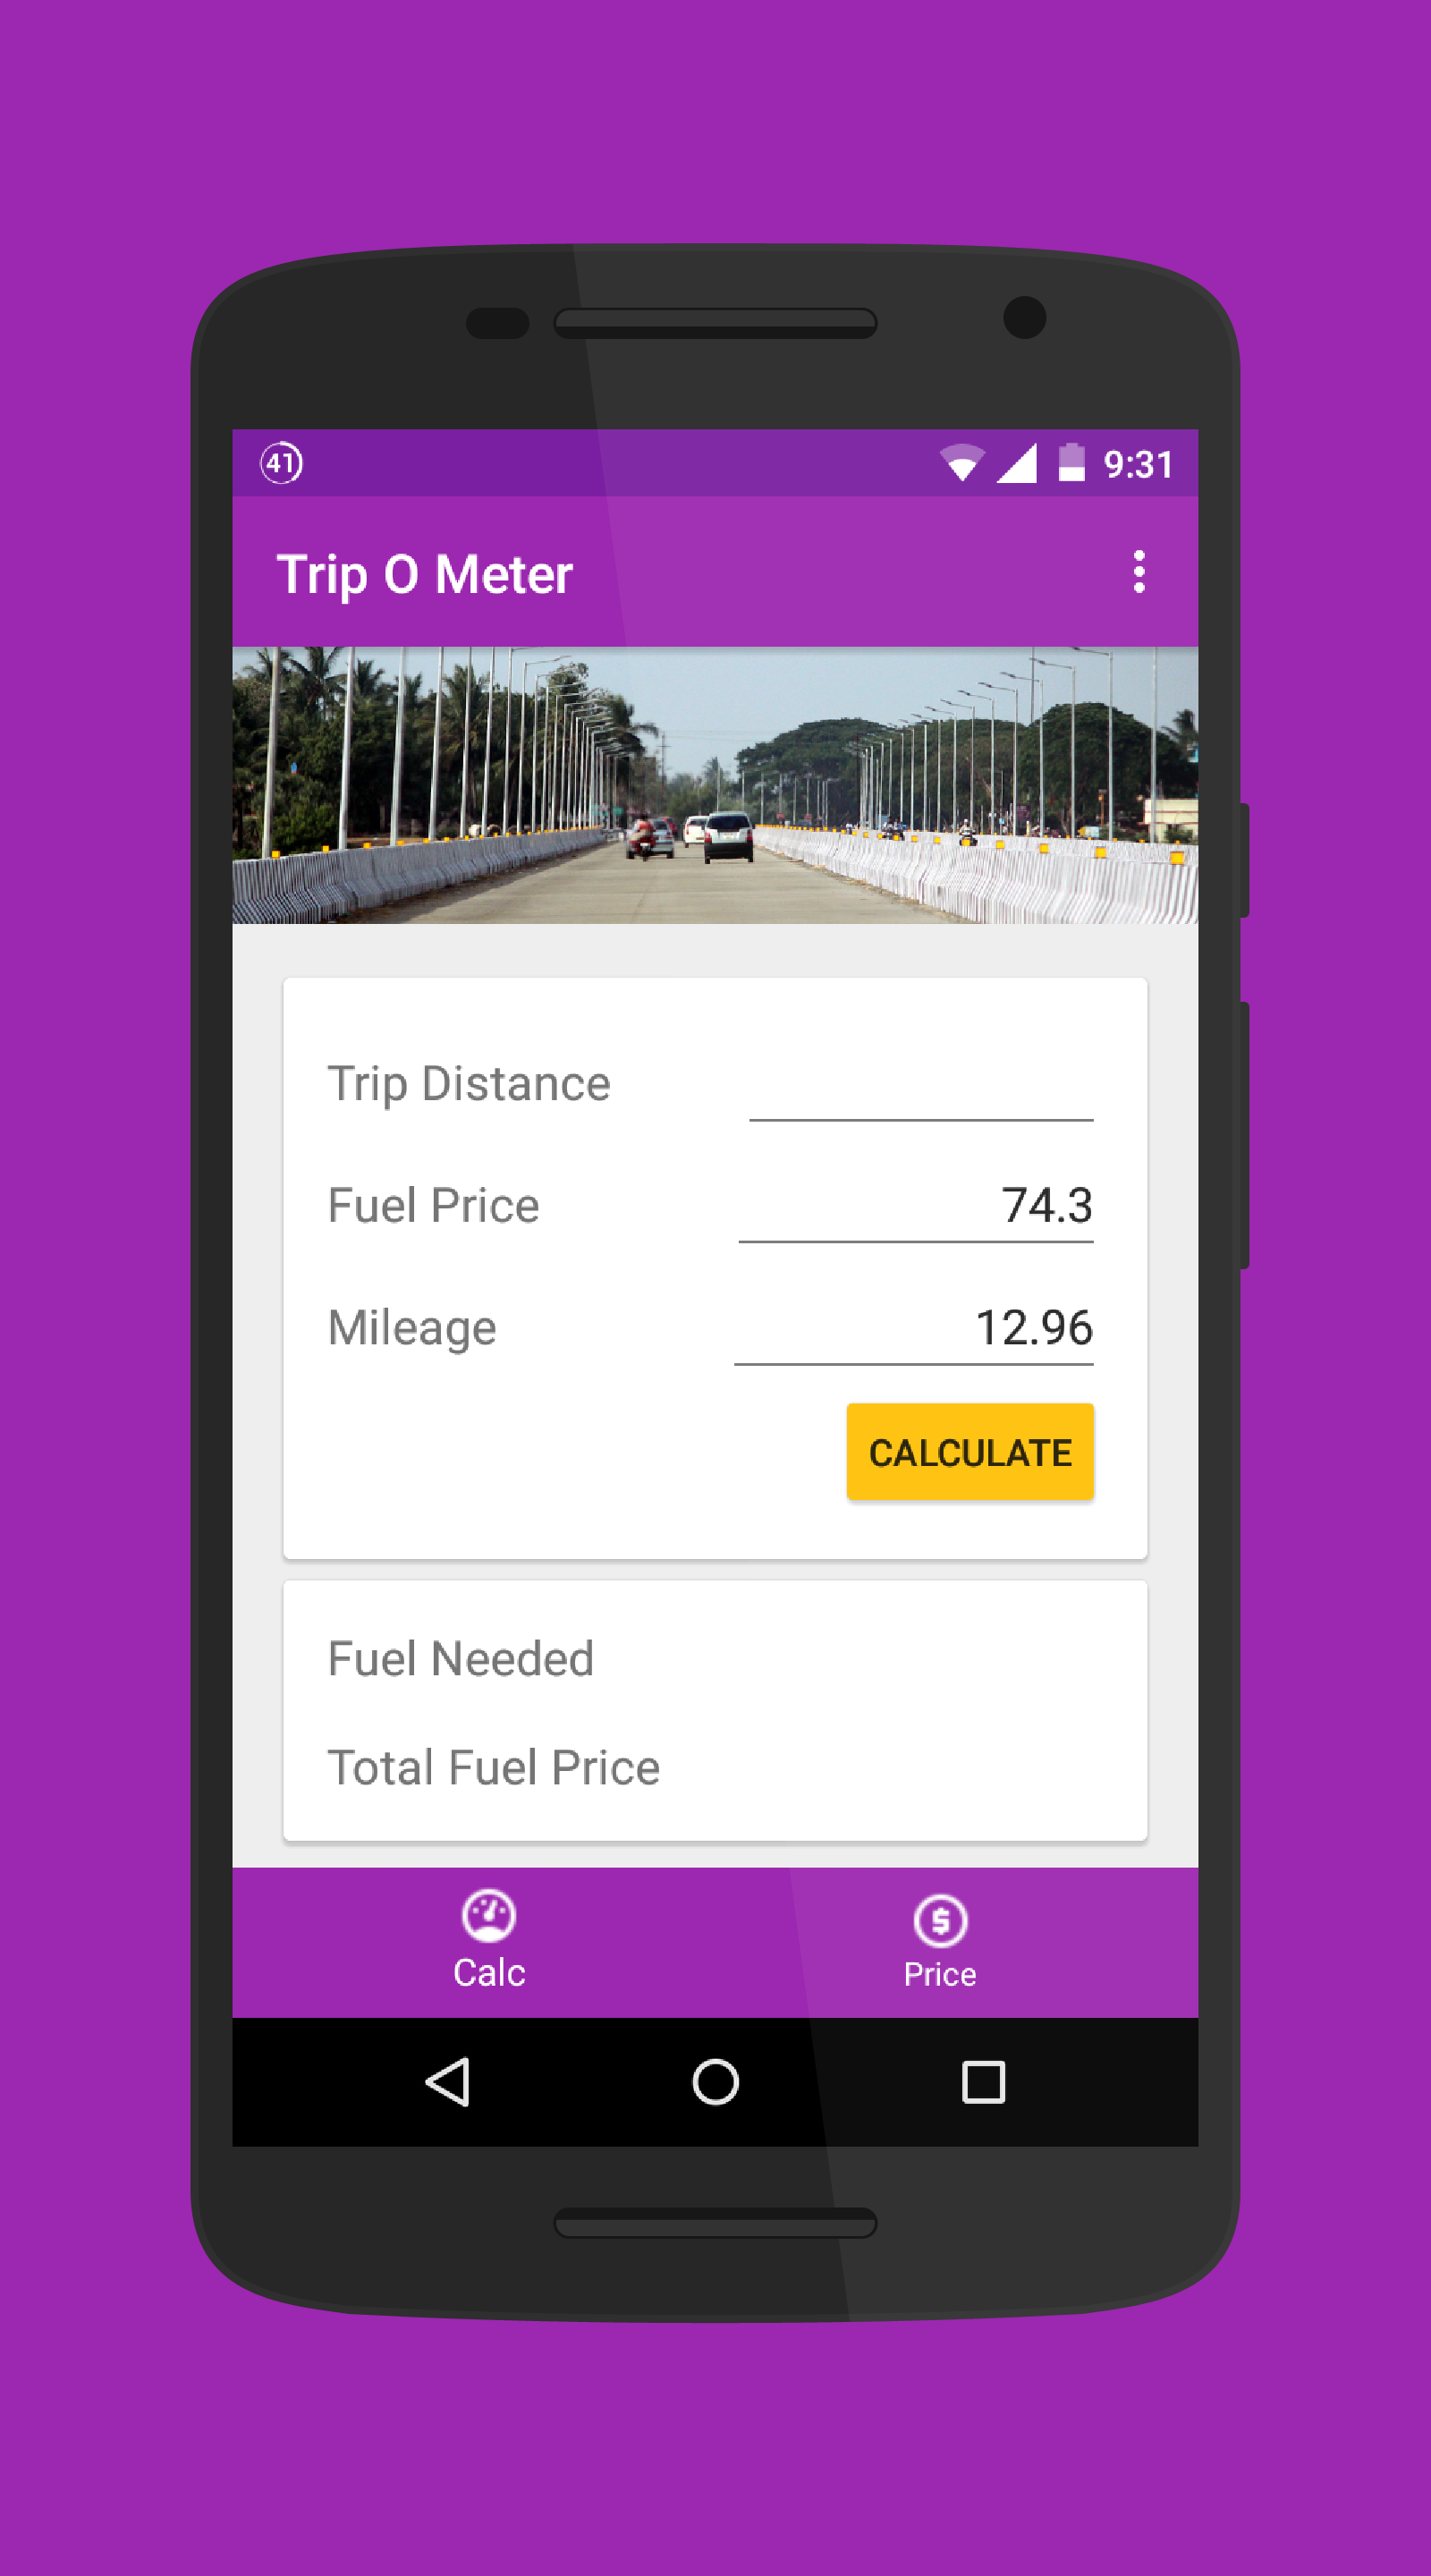 41
9:31
Trip O Meter
Trip Distance
Fuel Price
74.3
Mileage
12.96
CALCULATE
Fuel Needed
Total Fuel Price
Calc
Price